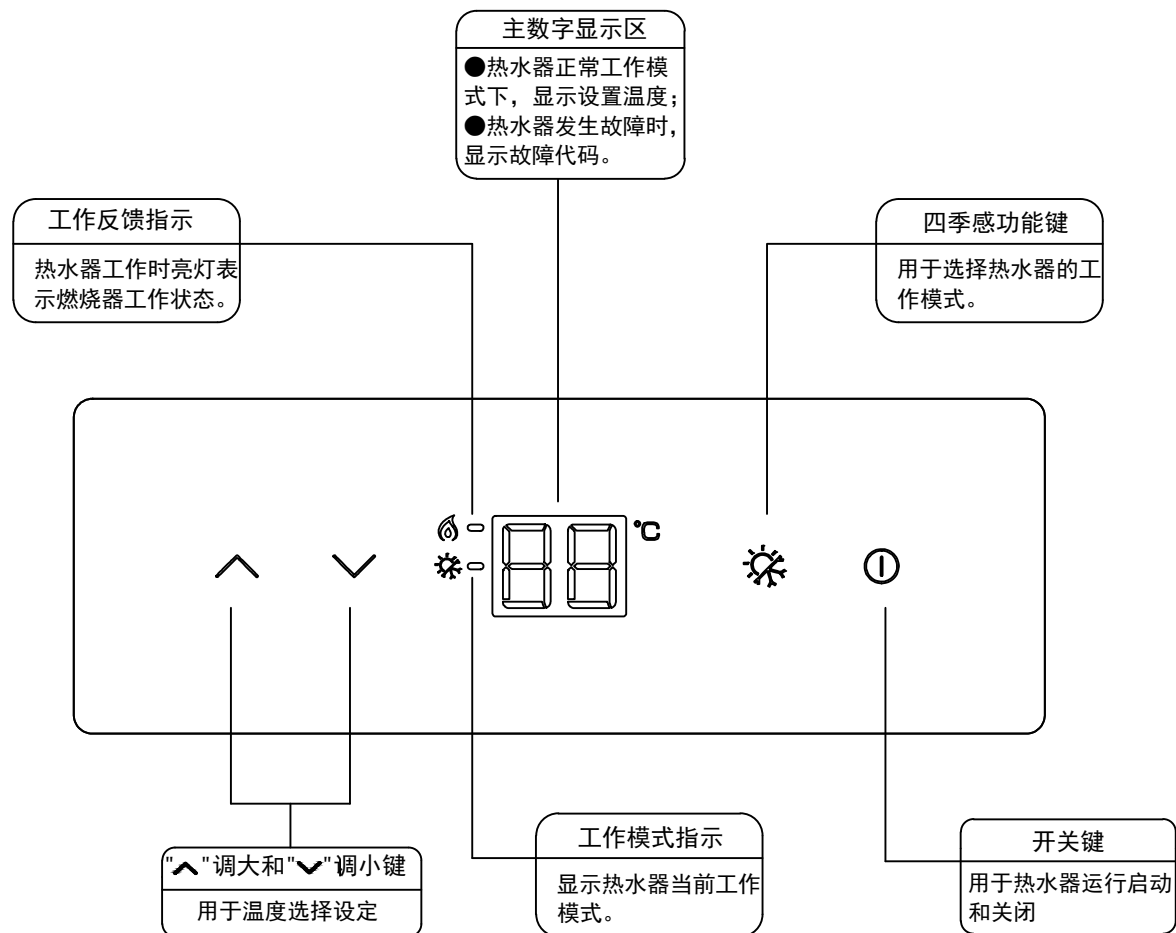 主数字显示区
●热水器正常工作模
式下，显示设置温度；
●热水器发生故障时，
显示故障代码。
工作反馈指示
热水器工作时亮灯表
示燃烧器工作状态。
四季感功能键
用于选择热水器的工
作模式。
88
℃
"∧"调大和"∨"调小键
用于温度选择设定
工作模式指示
显示热水器当前工作
模式。
开关键
用于热水器运行启动
和关闭